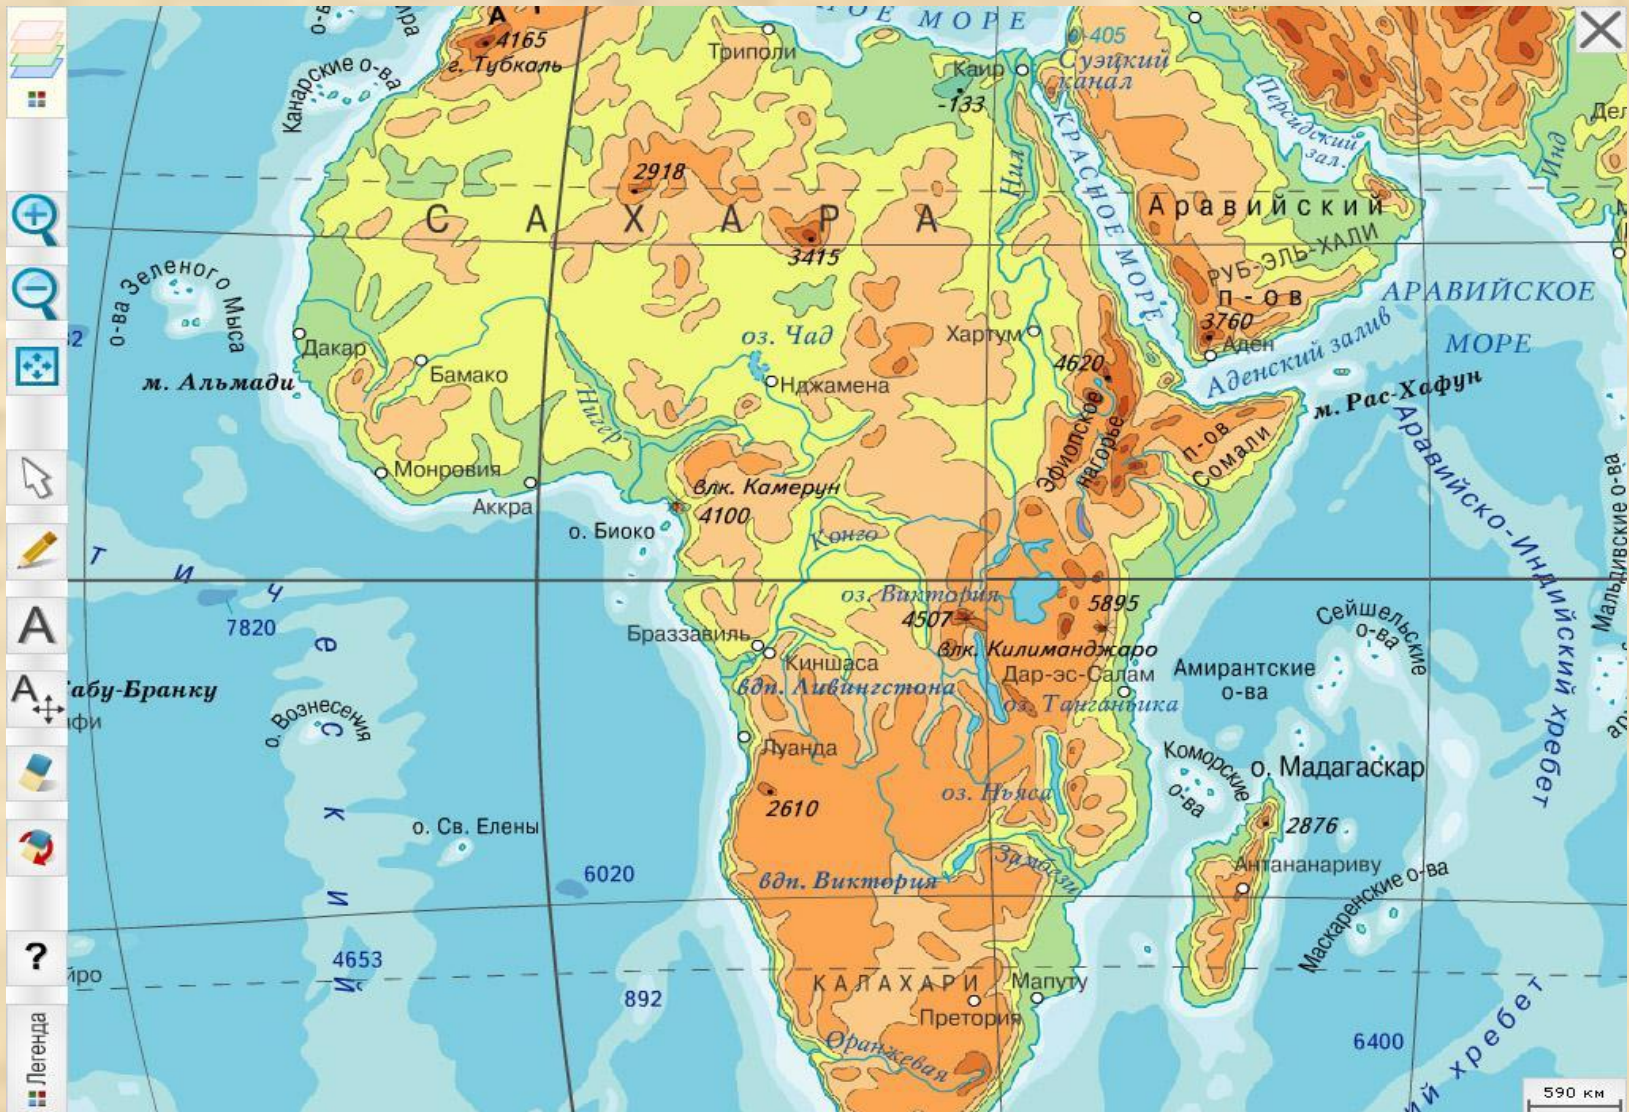 4165
г. Тубкаль
Триполи
МОРЕ
-405
Суэцкий
канал
Каир
-133
Канарские о-ва
Персидский
зал.
Инд
Нил
КРАСНОЕ МОРЕ
2918
САХАРА
3415
Аравийский
РУБ-ЭЛЬ-ХАЛИ
п-ов
3760
Аден
АРАВИЙСКОЕ
МОРЕ
Аденский залив
м. Рас-Хафун
о-ва Зеленого Мыса
Дакар
м. Альмади
Бамако
оз. Чад
Нджамена
Хартум
4620
Нигер
Эфиопское
нагорье
п-ов
Сомали
Аравийско-Индийский хребет
Мальдивские о-ва
Монровия
Аккра
влк. Камерун
4100
о. Биоко
Конго
Т и ч е с к и й
7820
оз. Виктория
4507
5895
влк. Килиманджаро
Браззавиль
Киншаса
Дар-эс-Салам
вдп. Ливингстона
оз. Танганьика
Сейшельские
о-ва
Амирантские
о-ва
абу-Бранку
о. Вознесения
Луанда
2610
оз. Ньяса
Коморские
о-ва
о. Мадагаскар
2876
Антананариву
Маскаренские о-ва
о. Св. Елены
6020
вдп. Виктория
Замбези
4653
892
КАЛАХАРИ
Мапуту
Претория
Оранжевая
6400
ий хребет
A
A
?
Легенда
590 км